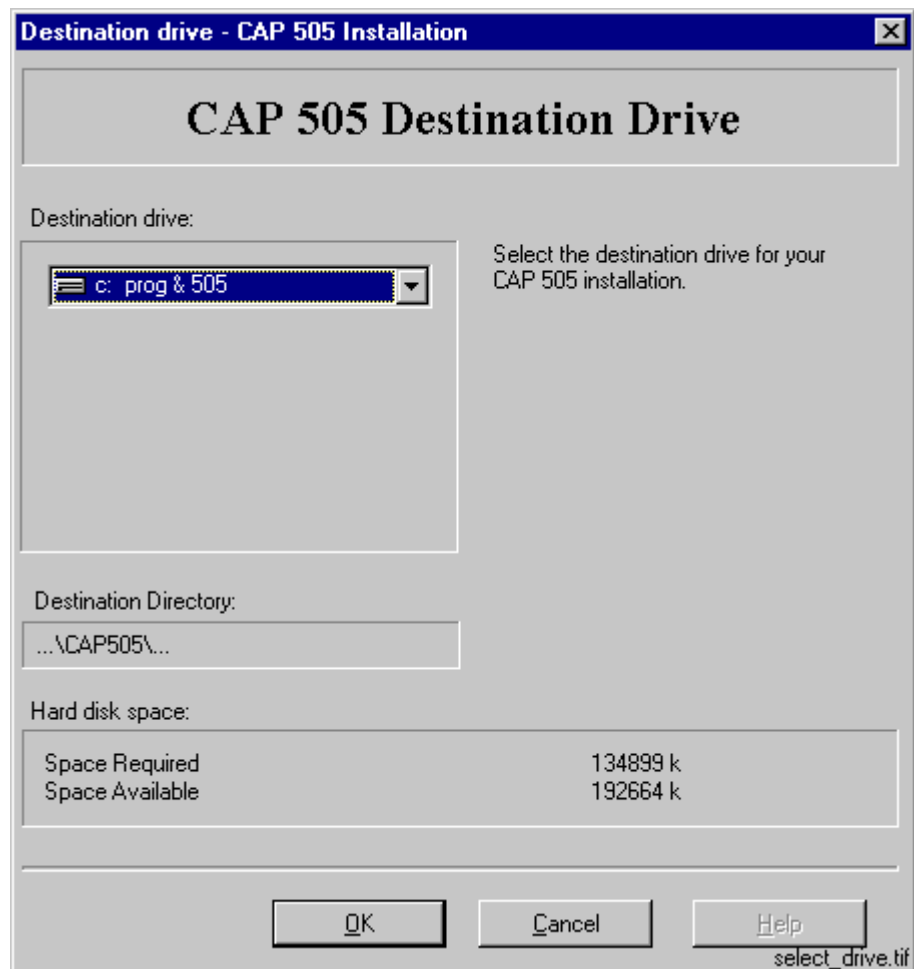 Destination drive - CAP 505 Installation
CAP 505 Destination Drive
Destination drive:
c: prog & 505
Select the destination drive for your
CAP 505 installation.
Destination Directory:
...\CAP505\...
Hard disk space:
Space Required 134899 k
Space Available 192664 k
OK Cancel Help
select_drive.tif